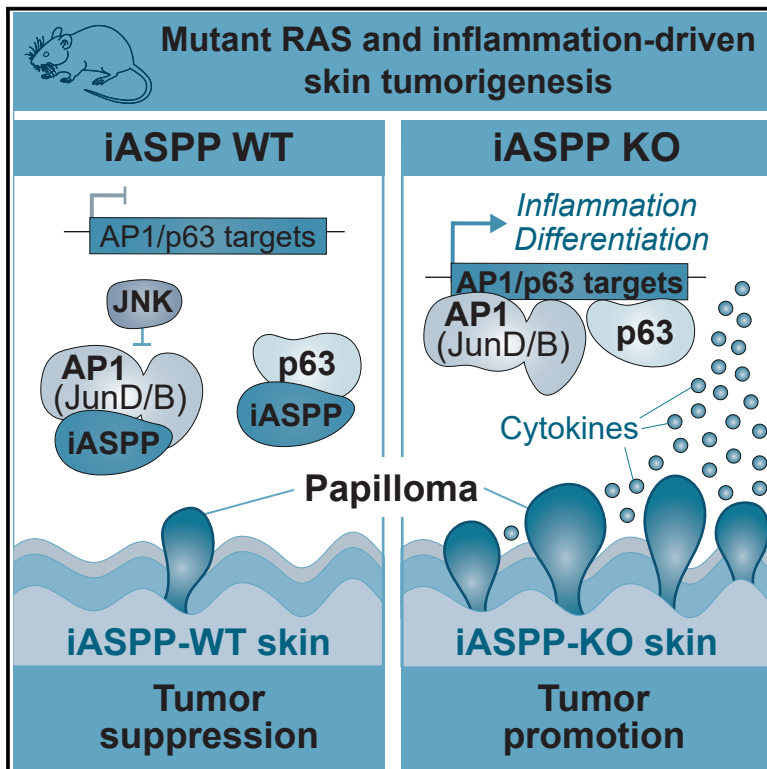 Mutant RAS and inflammation-driven
skin tumorigenesis
iASPP WT
AP1/p63 targets
JNK
AP1
(JunD/B)
iASPP
p63
iASPP
iASPP KO
Inflammation
Differentiation
AP1/p63 targets
AP1
(JunD/B)
p63
Cytokines
Papilloma
iASPP-WT skin
Tumor
suppression
iASPP-KO skin
Tumor
promotion